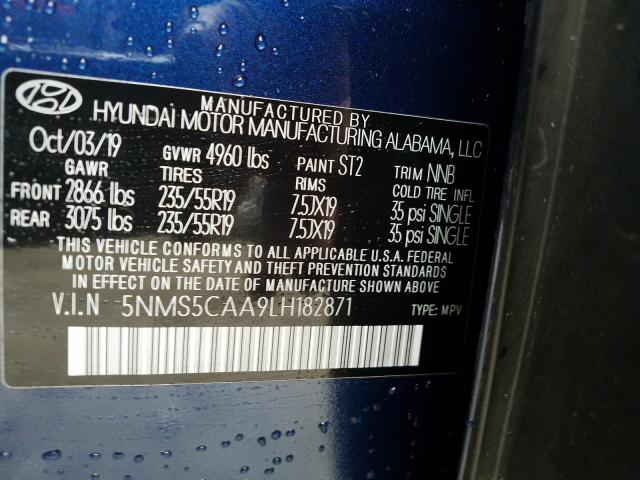 MANUFACTURED BY
HYUNDAI MOTOR MANUFACTURING ALABAMA, LLC
Oct/03/19 GVWR 4960 lbs PAINT ST2 TRIM NNB
GAWR TIRES RIMS COLD TIRE INFL
FRONT 2866 lbs 235/55R19 7.5JX19 35 psi SINGLE
REAR 3075 lbs 235/55R19 7.5JX19 35 psi SINGLE
THIS VEHICLE CONFORMS TO ALL APPLICABLE U.S.A. FEDERAL
MOTOR VEHICLE SAFETY AND THEFT PREVENTION STANDARDS
IN EFFECT ON THE DATE OF MANUFACTURE SHOWN ABOVE.
V.I.N 5NMS5CAA9LH182871 TYPE: MPV